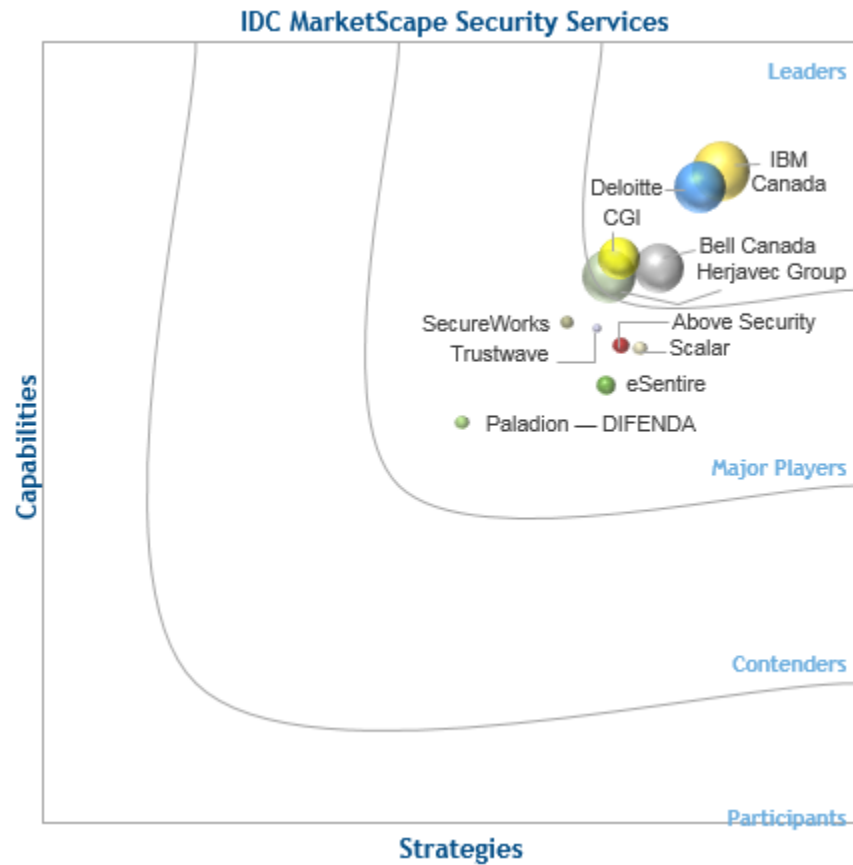 IDC MarketScape Security Services
Leaders
IBM
Canada
Deloitte
CGI
Bell Canada
Herjavec Group
SecureWorks
Above Security
Trustwave
Scalar
eSentire
Paladion — DIFENDA
Major Players
Capabilities
Contenders
Participants
Strategies